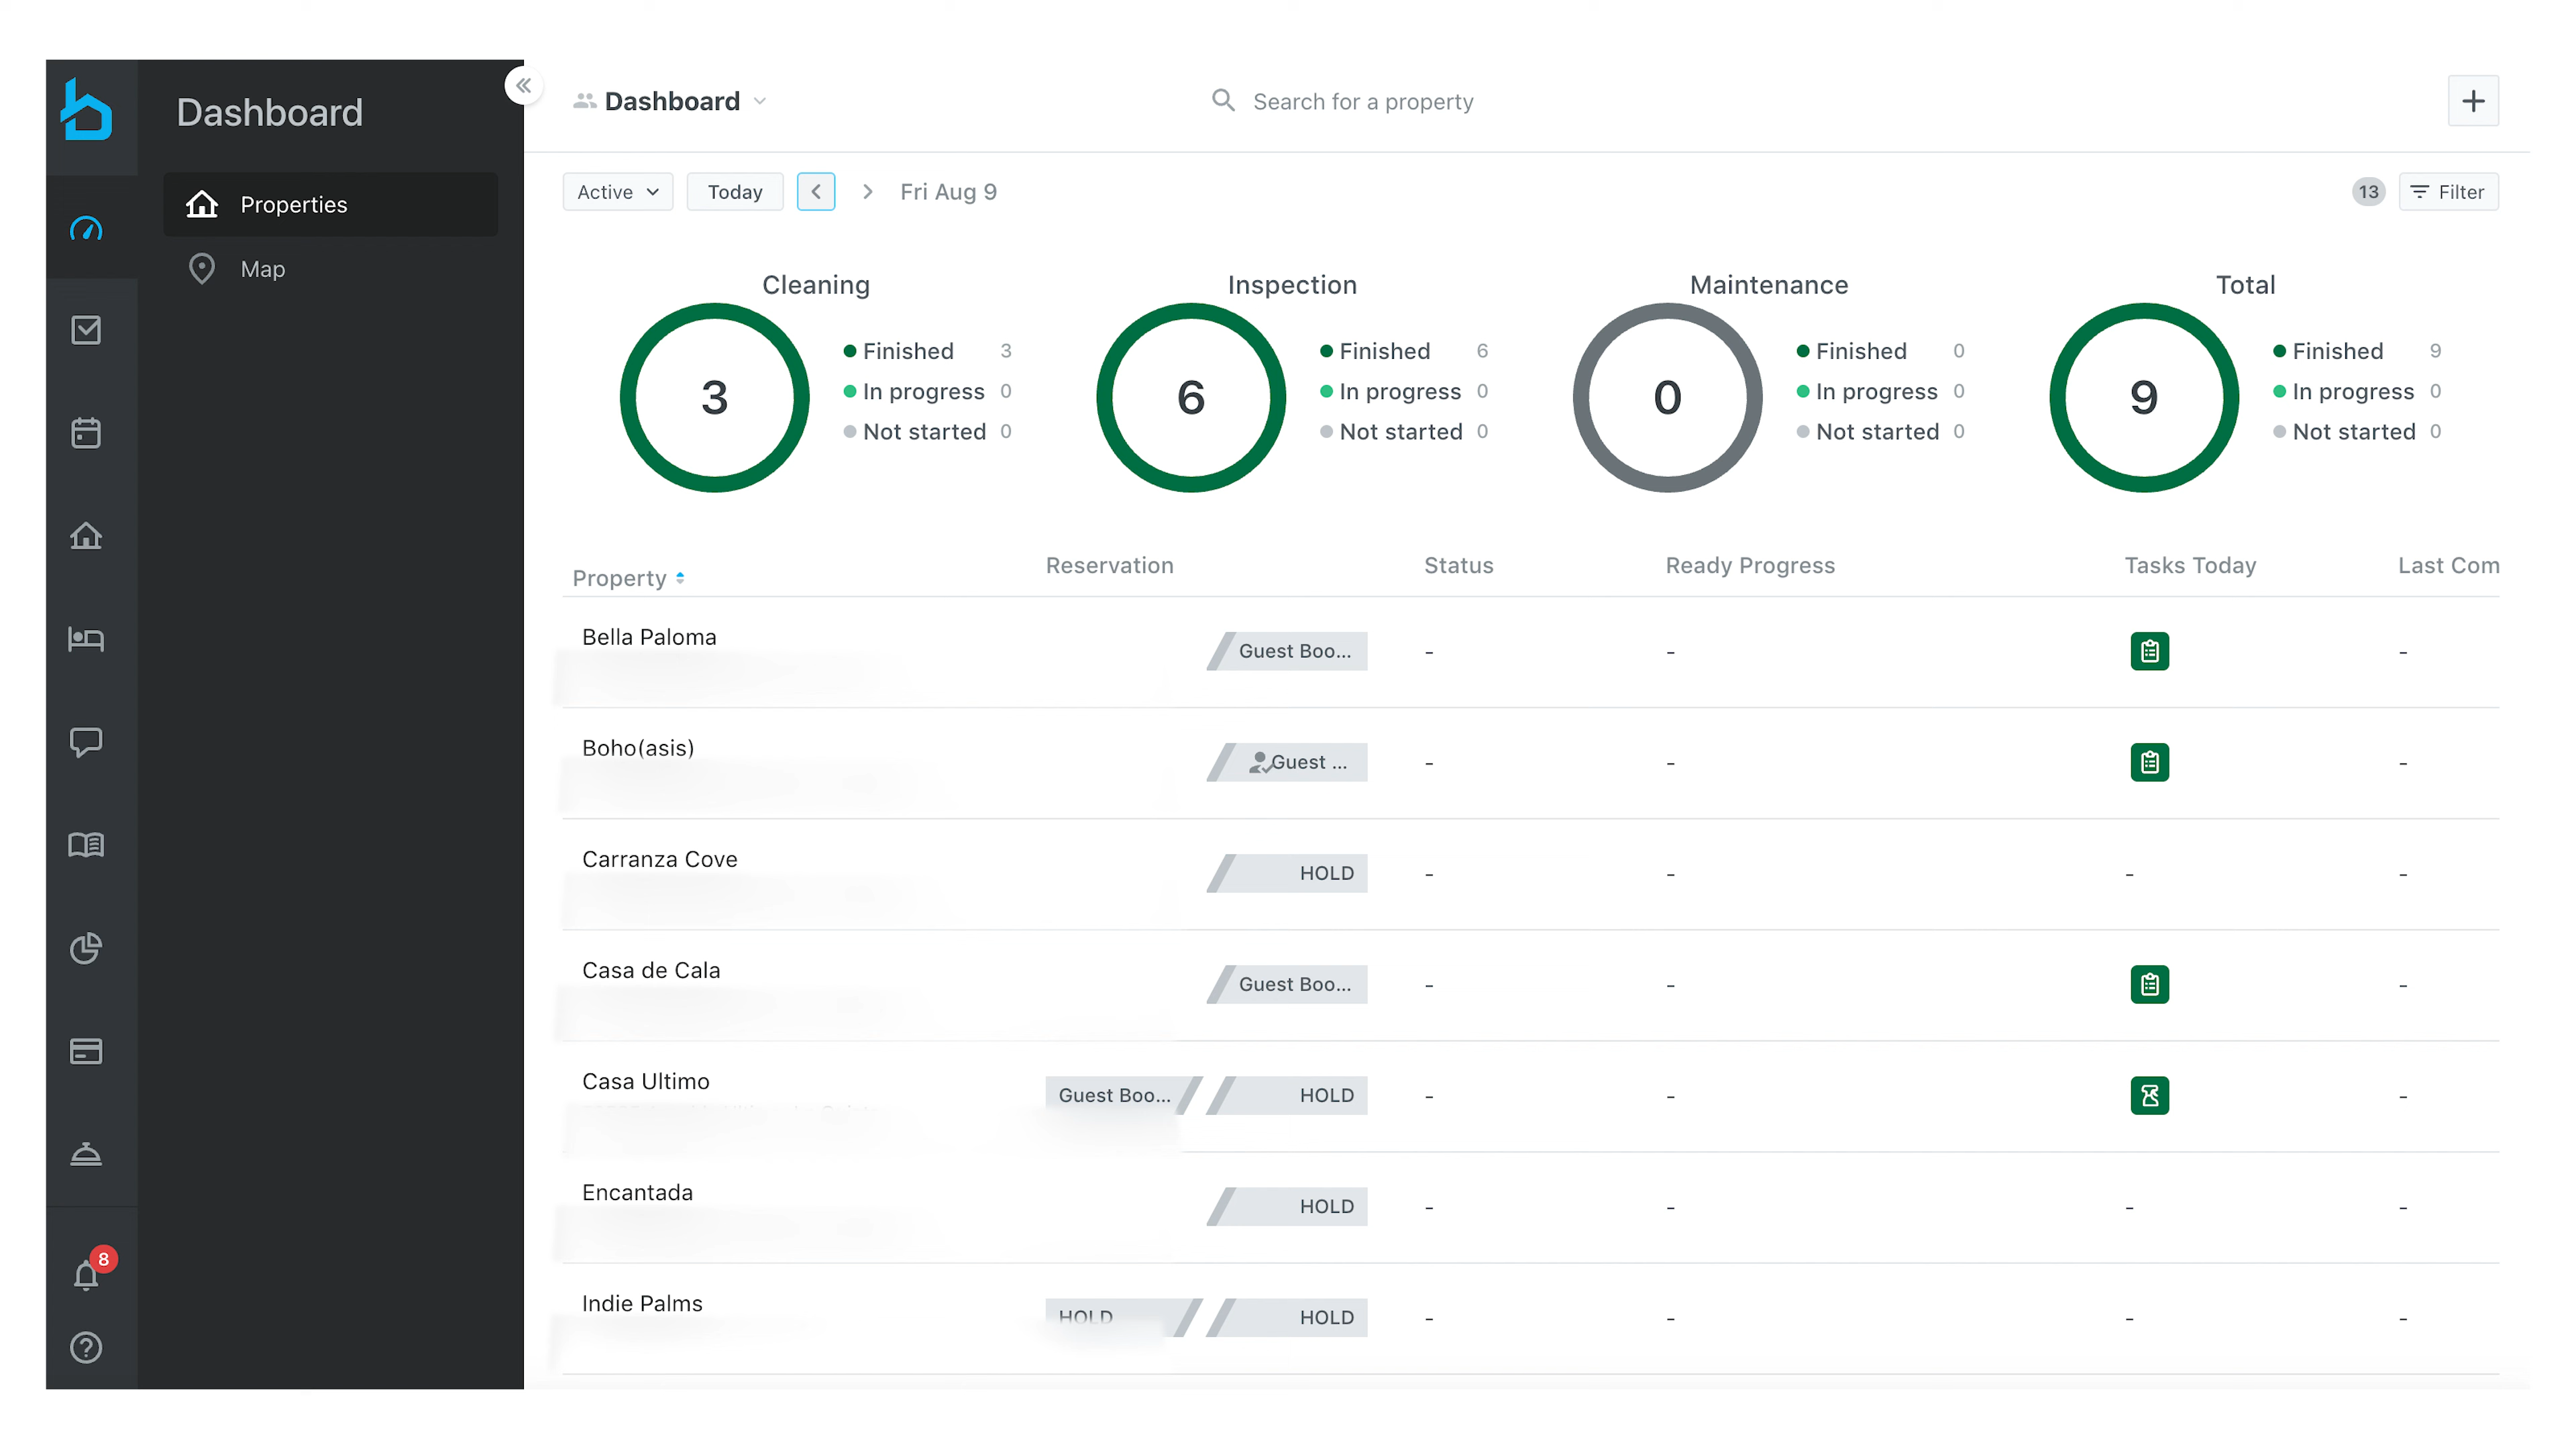 Dashboard
Properties
Map
8
Dashboard
Search for a property
Active
Today
Fri Aug 9
13
Filter
Cleaning
3
Finished 3
In progress 0
Not started 0
Inspection
6
Finished 6
In progress 0
Not started 0
Maintenance
0
Finished 0
In progress 0
Not started 0
Total
9
Finished 9
In progress 0
Not started 0
Property Reservation Status Ready Progress Tasks Today Last Com
Bella Paloma Guest Boo... - - -
Boho(asis) Guest ... - - -
Carranza Cove HOLD - - - -
Casa de Cala Guest Boo... - - -
Casa Ultimo Guest Boo... HOLD - - -
Encantada HOLD - - - -
Indie Palms HOLD HOLD - - - -